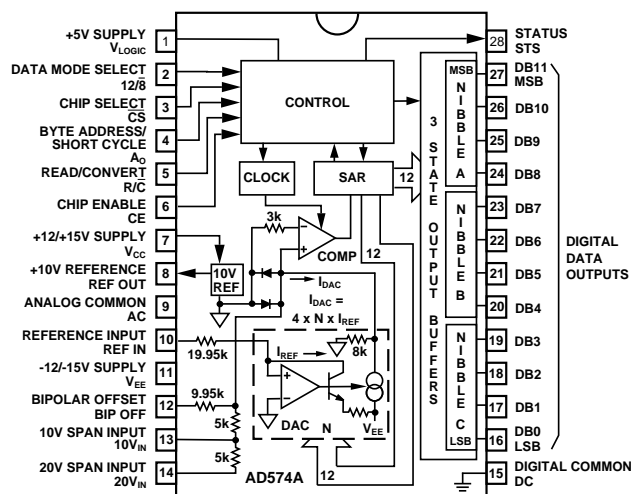 +5V SUPPLY
VLOGIC
1
DATA MODE SELECT
12/8
2
CHIP SELECT
CS
3
BYTE ADDRESS/
SHORT CYCLE
AO
4
READ/CONVERT
R/C
5
CHIP ENABLE
CE
6
+12/+15V SUPPLY
VCC
7
+10V REFERENCE
REF OUT
8
ANALOG COMMON
AC
9
REFERENCE INPUT
REF IN
10
-12/-15V SUPPLY
VEE
11
BIPOLAR OFFSET
BIP OFF
12
10V SPAN INPUT
10VIN
13
20V SPAN INPUT
20VIN
14
CONTROL
CLOCK
SAR
12
3k
COMP
12
10V
REF
IDAC
IDAC =
4 x N x IREF
19.95k
IREF
8k
9.95k
5k
5k
DAC
N
VEE
12
AD574A
3 STATE OUTPUT BUFFERS
MSB
NIBBLE A
NIBBLE B
NIBBLE C
LSB
28
STATUS
STS
27
DB11
MSB
26
DB10
25
DB9
24
DB8
23
DB7
22
DB6
21
DB5
20
DB4
19
DB3
18
DB2
17
DB1
16
DB0
LSB
15
DIGITAL COMMON
DC
DIGITAL
DATA
OUTPUTS